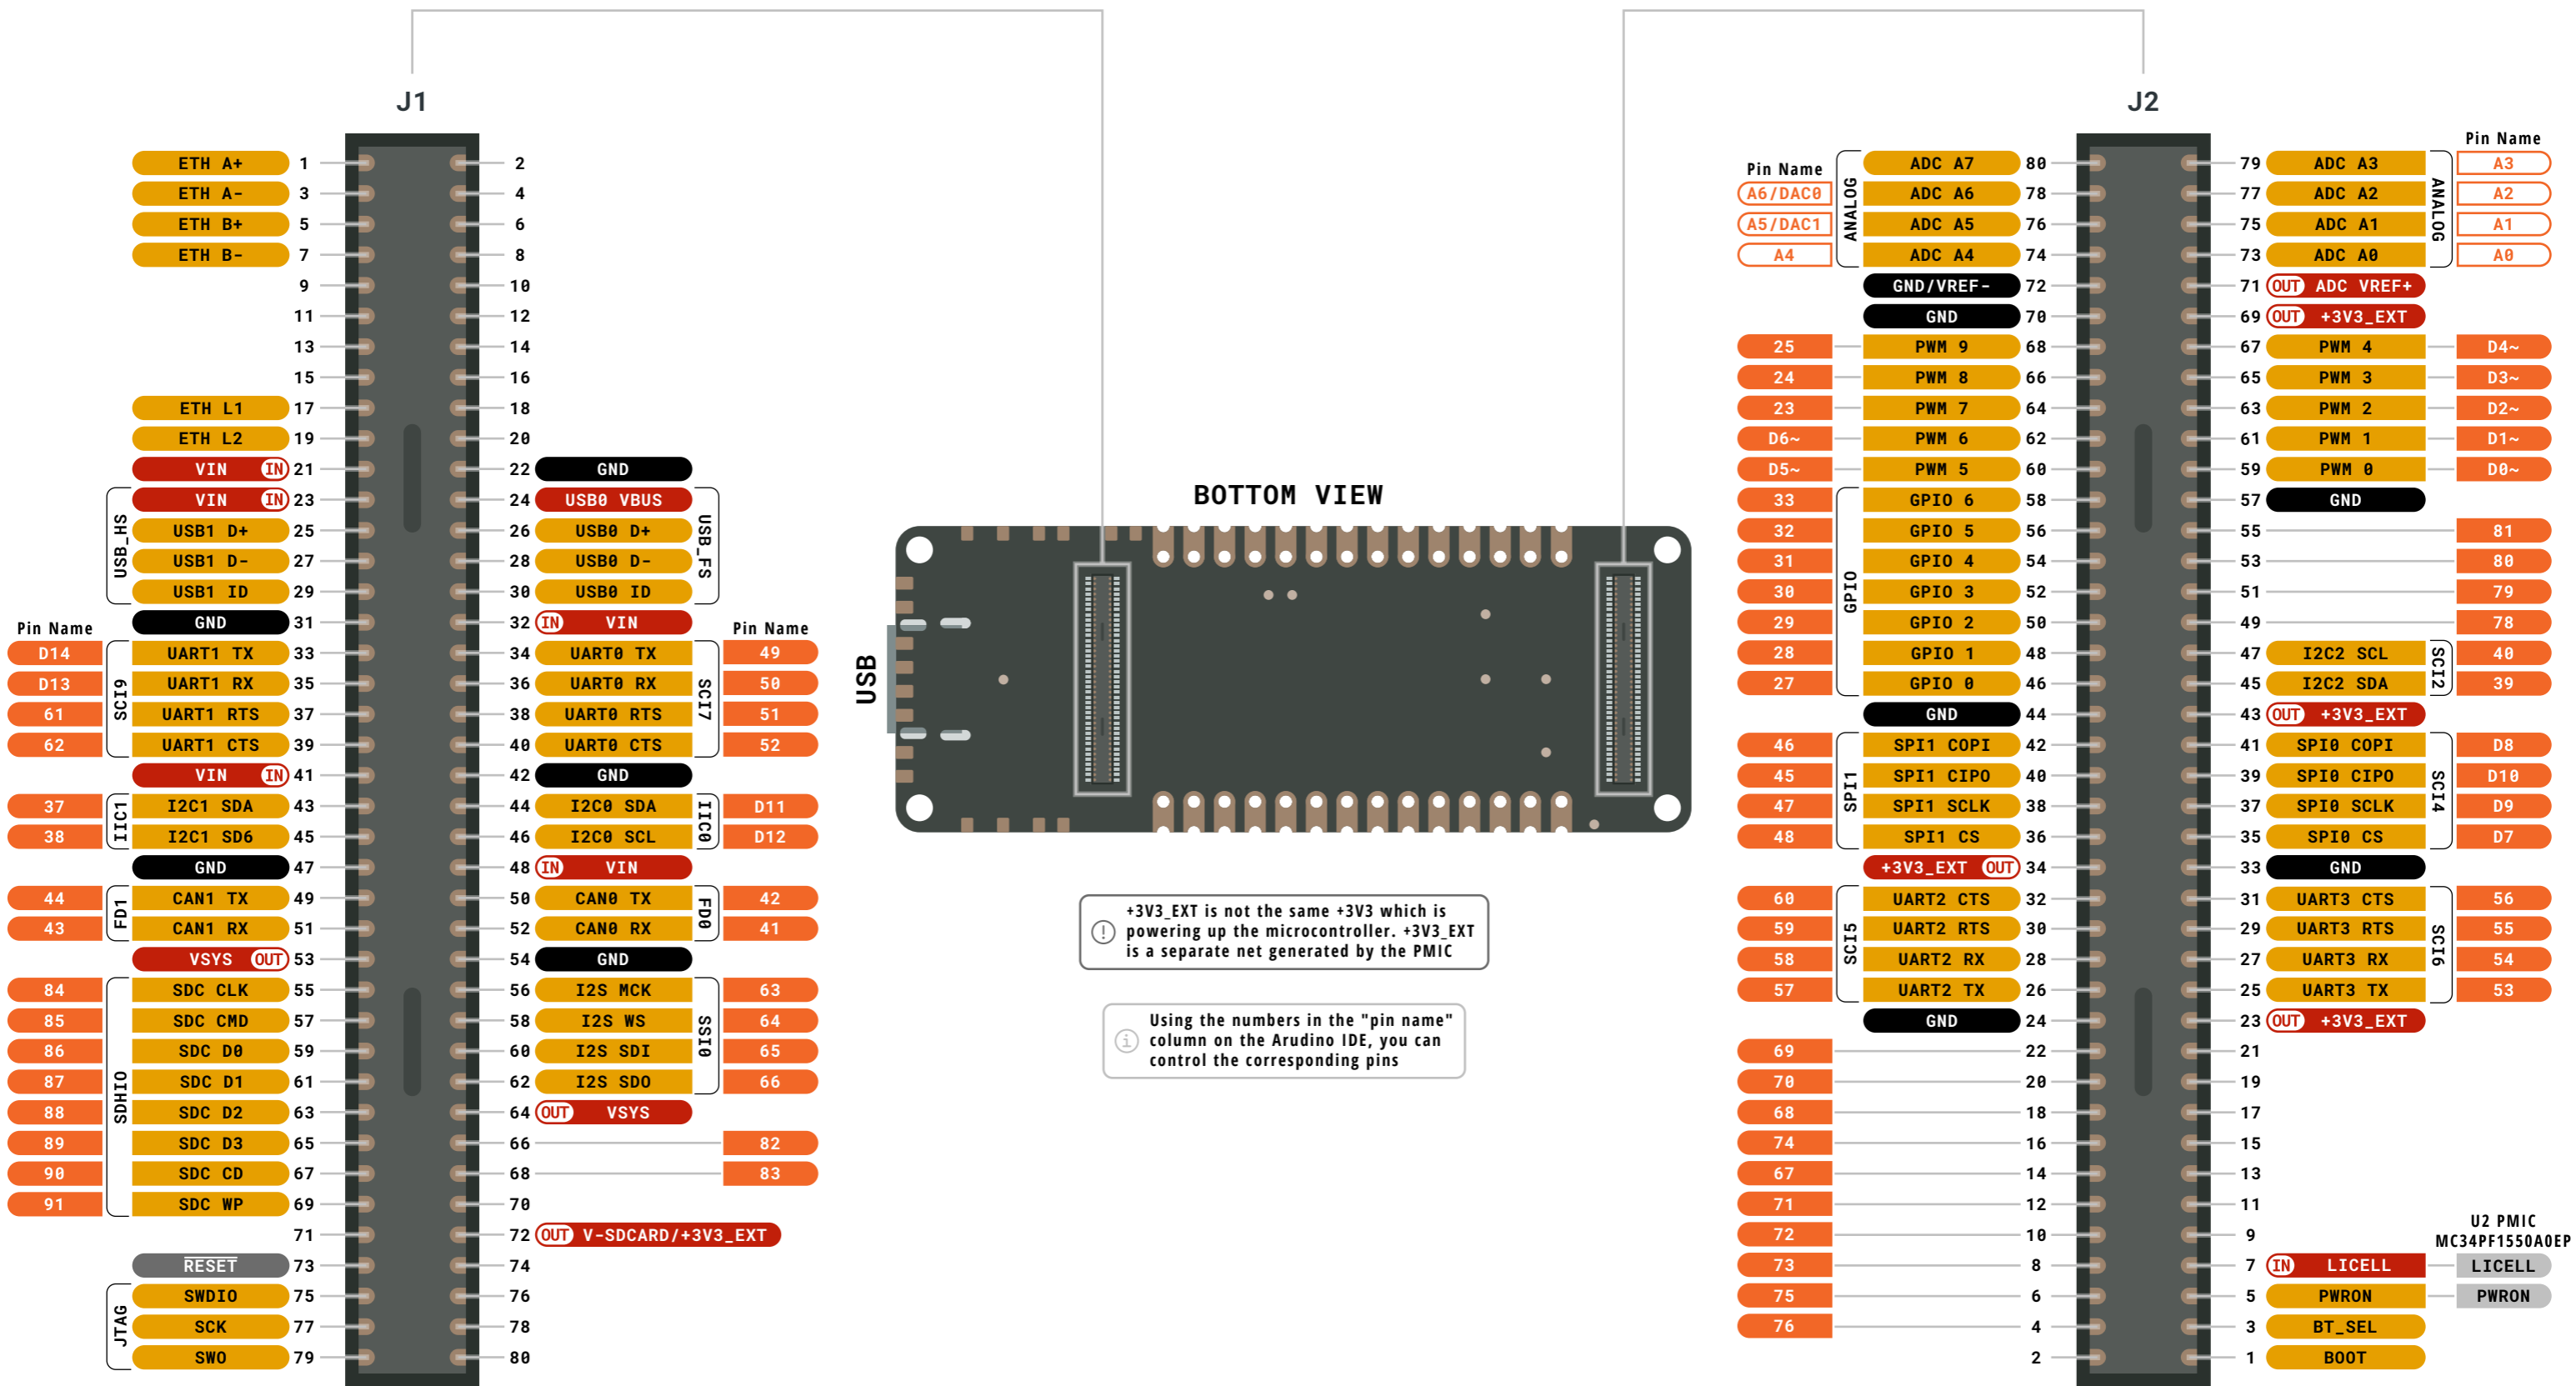 J1
ETH A+ 1 2
ETH A- 3 4
ETH B+ 5 6
ETH B- 7 8
9 10
11 12
13 14
15 16
ETH L1 17 18
ETH L2 19 20
VIN IN 21 22 GND
USB_HS
VIN IN 23 24 USB0 VBUS
USB1 D+ 25 26 USB0 D+
USB1 D- 27 28 USB0 D-
USB1 ID 29 30 USB0 ID
USB_FS
GND 31 32 IN VIN
Pin Name
Pin Name
SCI9
D14 UART1 TX 33 34 UART0 TX 49
D13 UART1 RX 35 36 UART0 RX 50
61 UART1 RTS 37 38 UART0 RTS 51
62 UART1 CTS 39 40 UART0 CTS 52
SCI7
VIN IN 41 42 GND
IIC1
37 I2C1 SDA 43 44 I2C0 SDA D11
38 I2C1 SD6 45 46 I2C0 SCL D12
IIC0
GND 47 48 IN VIN
FD1
44 CAN1 TX 49 50 CAN0 TX 42
43 CAN1 RX 51 52 CAN0 RX 41
FD0
VSYS OUT 53 54 GND
SDHIO
84 SDC CLK 55 56 I2S MCK 63
85 SDC CMD 57 58 I2S WS 64
86 SDC D0 59 60 I2S SDI 65
87 SDC D1 61 62 I2S SDO 66
SSI0
88 SDC D2 63 64 OUT VSYS
89 SDC D3 65 66 82
90 SDC CD 67 68 83
91 SDC WP 69 70
71 72 OUT V-SDCARD/+3V3_EXT
RESET 73 74
JTAG
SWDIO 75 76
SCK 77 78
SWO 79 80
BOTTOM VIEW
USB
+3V3_EXT is not the same +3V3 which is
powering up the microcontroller. +3V3_EXT
is a separate net generated by the PMIC
Using the numbers in the "pin name"
column on the Arudino IDE, you can
control the corresponding pins
J2
Pin Name
Pin Name
ANALOG
ADC A7 80 79 ADC A3 A3
A6/DAC0 ADC A6 78 77 ADC A2 A2
A5/DAC1 ADC A5 76 75 ADC A1 A1
A4 ADC A4 74 73 ADC A0 A0
ANALOG
GND/VREF- 72 71 OUT ADC VREF+
GND 70 69 OUT +3V3_EXT
25 PWM 9 68 67 PWM 4 D4~
24 PWM 8 66 65 PWM 3 D3~
23 PWM 7 64 63 PWM 2 D2~
D6~ PWM 6 62 61 PWM 1 D1~
D5~ PWM 5 60 59 PWM 0 D0~
GPIO
33 GPIO 6 58 57 GND
32 GPIO 5 56 55 81
31 GPIO 4 54 53 80
30 GPIO 3 52 51 79
29 GPIO 2 50 49 78
28 GPIO 1 48 47 I2C2 SCL 40
27 GPIO 0 46 45 I2C2 SDA 39
SCI2
GND 44 43 OUT +3V3_EXT
SPI1
46 SPI1 COPI 42 41 SPI0 COPI D8
45 SPI1 CIPO 40 39 SPI0 CIPO D10
47 SPI1 SCLK 38 37 SPI0 SCLK D9
48 SPI1 CS 36 35 SPI0 CS D7
SCI4
+3V3_EXT OUT 34 33 GND
SCI5
60 UART2 CTS 32 31 UART3 CTS 56
59 UART2 RTS 30 29 UART3 RTS 55
58 UART2 RX 28 27 UART3 RX 54
57 UART2 TX 26 25 UART3 TX 53
SCI6
GND 24 23 OUT +3V3_EXT
69 22 21
70 20 19
68 18 17
74 16 15
67 14 13
71 12 11
72 10 9
U2 PMIC
MC34PF1550A0EP
73 8 7 IN LICELL LICELL
75 6 5 PWRON PWRON
76 4 3 BT_SEL
2 1 BOOT